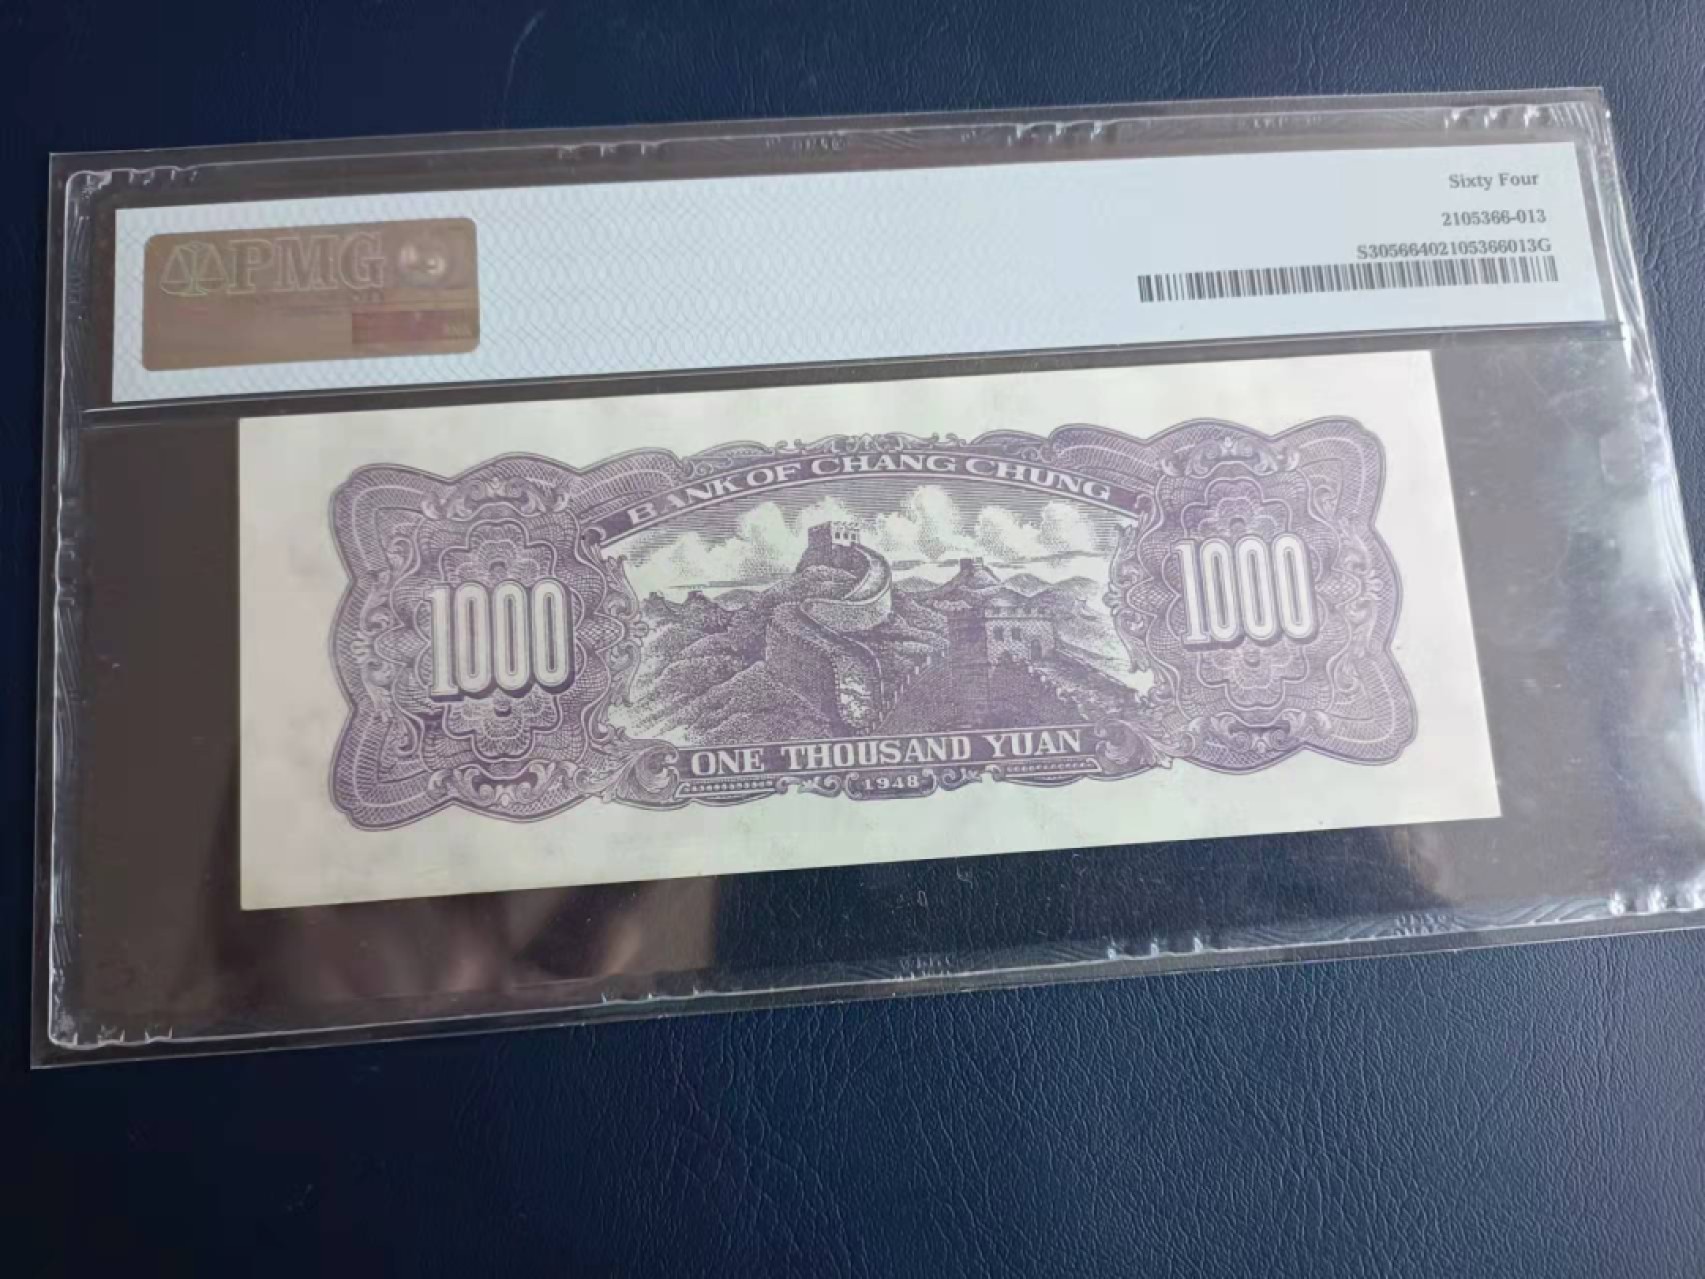 Sixty Four
PMG
2105366-013
S30566402105366013G
BANK OF CHANG CHUNG
1000
1000
ONE THOUSAND YUAN
1948